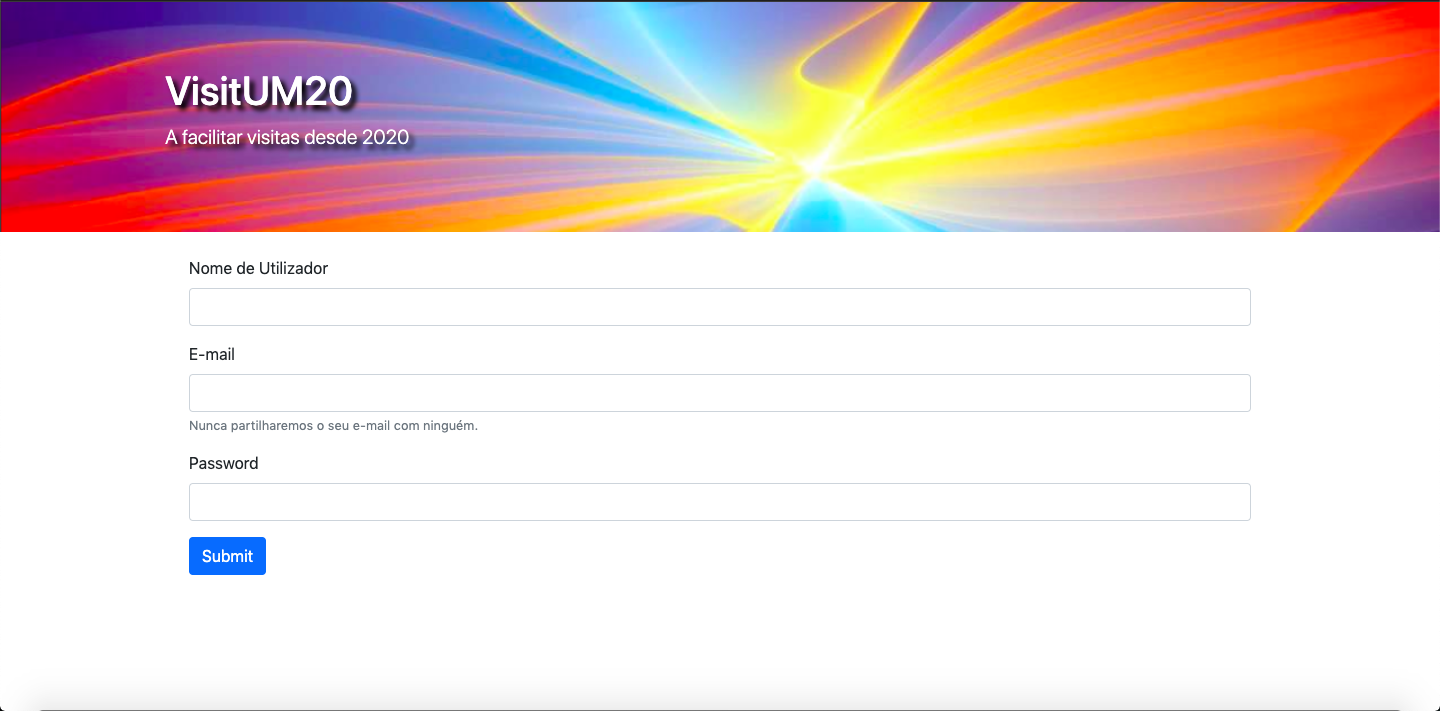 VisitUM20
A facilitar visitas desde 2020
Nome de Utilizador
E-mail
Nunca partilharemos o seu e-mail com ninguém.
Password
Submit